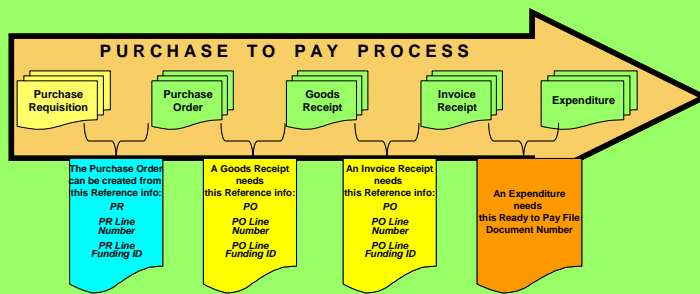 PURCHASE TO PAY PROCESS
Purchase
Requisition
Purchase
Order
Goods
Receipt
Invoice
Receipt
Expenditure
The Purchase Order
can be created from
this Reference info:
PR
PR Line
Number
PR Line
Funding ID
A Goods Receipt
needs
this Reference info:
PO
PO Line
Number
PO Line
Funding ID
An Invoice Receipt
needs
this Reference info:
PO
PO Line
Number
PO Line
Funding ID
An Expenditure
needs
this Ready to Pay File
Document Number